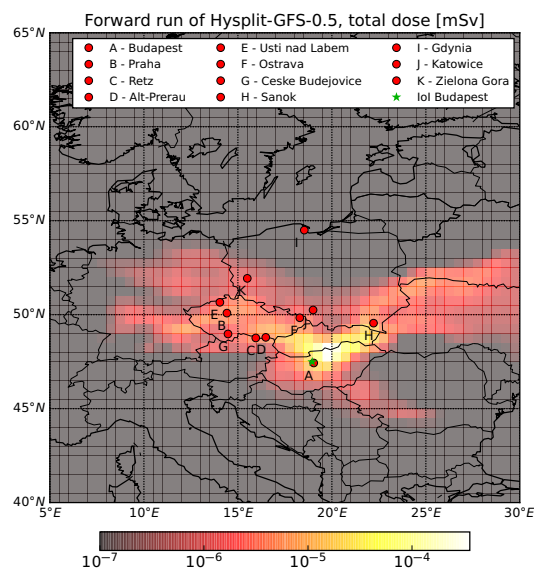 Forward run of Hysplit-GFS-0.5, total dose [mSv]
65°N
A - Budapest E - Usti nad Labem I - Gdynia
B - Praha F - Ostrava J - Katowice
C - Retz G - Ceske Budejovice K - Zielona Gora
D - Alt-Prerau H - Sanok IoI Budapest
60°N
55°N
I
K
50°N
E
B
F
J
H
G
C
D
A
45°N
40°N
5°E 10°E 15°E 20°E 25°E 30°E
10⁻⁷ 10⁻⁶ 10⁻⁵ 10⁻⁴